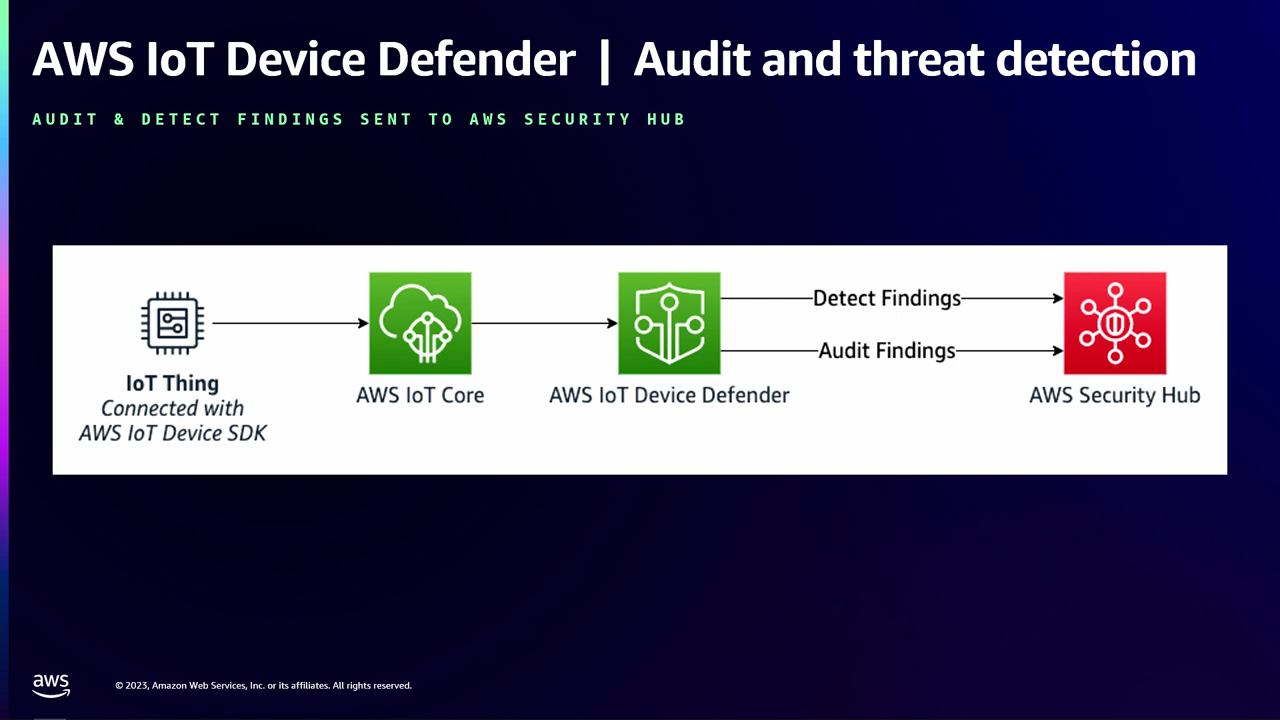 AWS IoT Device Defender | Audit and threat detection
AUDIT & DETECT FINDINGS SENT TO AWS SECURITY HUB
Detect Findings
Audit Findings
IoT Thing
Connected with
AWS IoT Device SDK
AWS IoT Core
AWS IoT Device Defender
AWS Security Hub
aws
© 2023, Amazon Web Services, Inc. or its affiliates. All rights reserved.